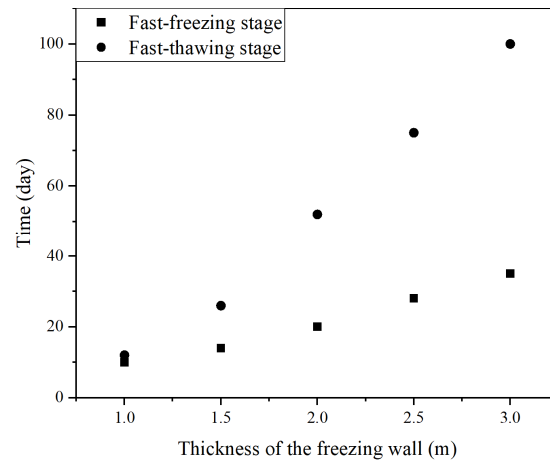 Fast-freezing stage
Fast-thawing stage
100
80
60
40
20
0
Time (day)
1.0 1.5 2.0 2.5 3.0
Thickness of the freezing wall (m)